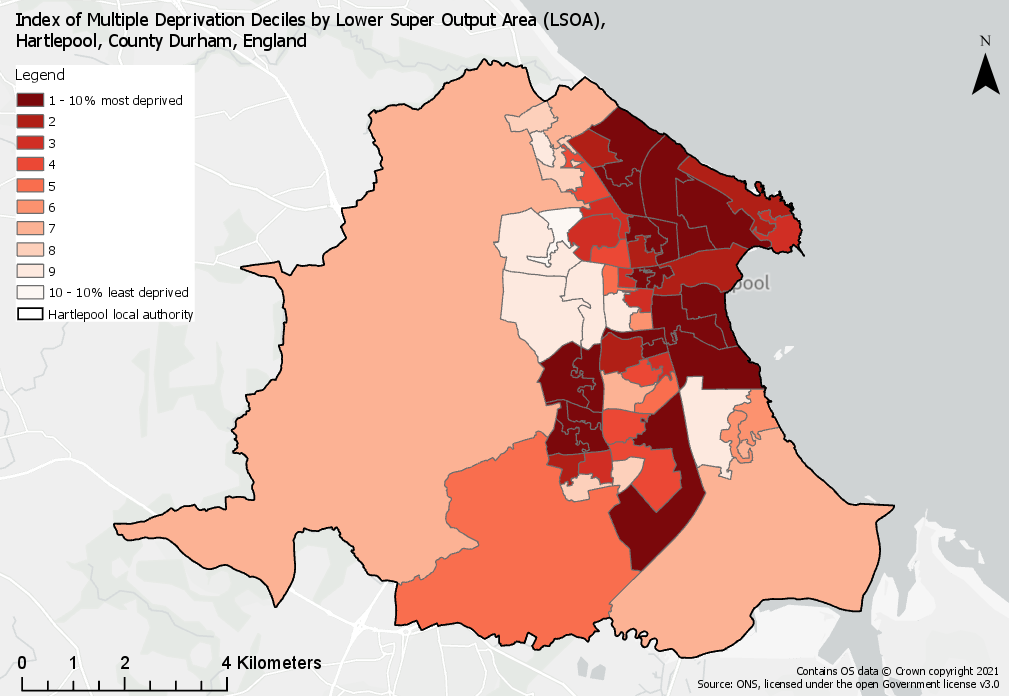 Index of Multiple Deprivation Deciles by Lower Super Output Area (LSOA),
Hartlepool, County Durham, England
N
Legend
1 - 10% most deprived
2
3
4
5
6
7
8
9
10 - 10% least deprived
Hartlepool local authority
pool
0 1 2 4 Kilometers
Contains OS data © Crown copyright 2021
Source: ONS, licensed under the open Government license v3.0